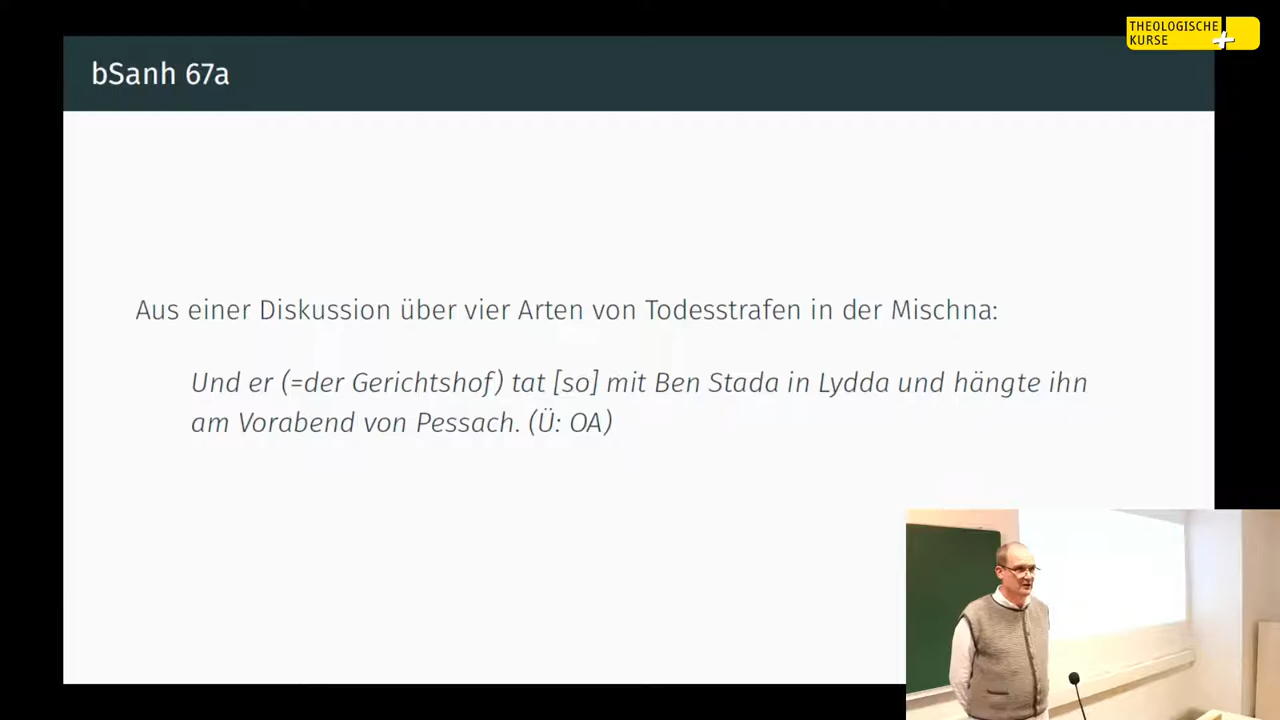 THEOLOGISCHE
KURSE
bSanh 67a
Aus einer Diskussion über vier Arten von Todesstrafen in der Mischna:
Und er (=der Gerichtshof) tat [so] mit Ben Stada in Lydda und hängte ihn
am Vorabend von Pessach. (Ü: OA)